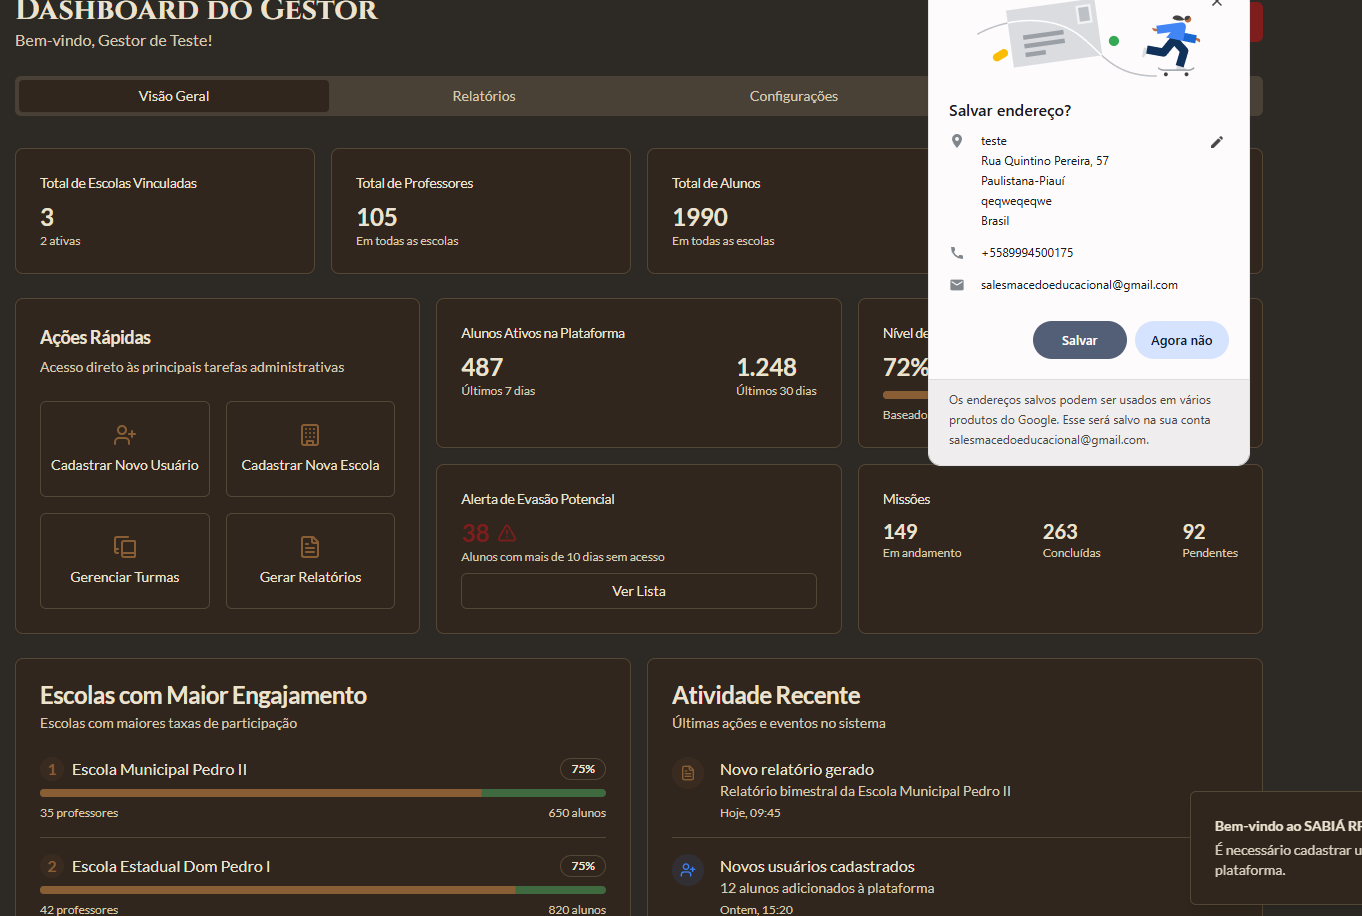 Dashboard do Gestor
Bem-vindo, Gestor de Teste!
Visão Geral
Relatórios
Configurações
Total de Escolas Vinculadas
3
2 ativas
Total de Professores
105
Em todas as escolas
Total de Alunos
1990
Em todas as escolas
Salvar endereço?
teste
Rua Quintino Pereira, 57
Paulistana-Piauí
qeqweqeqwe
Brasil
+5589994500175
salesmacedoeducacional@gmail.com
Salvar
Agora não
Os endereços salvos podem ser usados em vários
produtos do Google. Esse será salvo na sua conta
salesmacedoeducacional@gmail.com.
Ações Rápidas
Acesso direto às principais tarefas administrativas
Cadastrar Novo Usuário
Cadastrar Nova Escola
Gerenciar Turmas
Gerar Relatórios
Alunos Ativos na Plataforma
487
Últimos 7 dias
1.248
Últimos 30 dias
Nível de
72%
Baseado
Alerta de Evasão Potencial
38
Alunos com mais de 10 dias sem acesso
Ver Lista
Missões
149
Em andamento
263
Concluídas
92
Pendentes
Escolas com Maior Engajamento
Escolas com maiores taxas de participação
1 Escola Municipal Pedro II 75%
35 professores 650 alunos
2 Escola Estadual Dom Pedro I 75%
42 professores 820 alunos
Atividade Recente
Últimas ações e eventos no sistema
Novo relatório gerado
Relatório bimestral da Escola Municipal Pedro II
Hoje, 09:45
Novos usuários cadastrados
12 alunos adicionados à plataforma
Ontem, 15:20
Bem-vindo ao SABIÁ
É necessário cadastrar
plataforma.